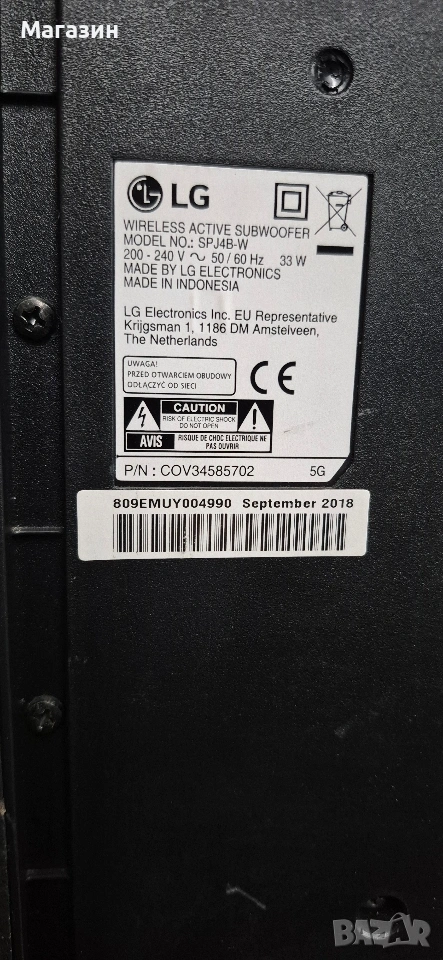 Магазин
LG
WIRELESS ACTIVE SUBWOOFER
MODEL NO.: SPJ4B-W
200 - 240 V ~ 50 / 60 Hz 33 W
MADE BY LG ELECTRONICS
MADE IN INDONESIA
LG Electronics Inc. EU Representative
Krijgsman 1, 1186 DM Amstelveen,
The Netherlands
UWAGA!
PRZED OTWARCIEM OBUDOWY
ODŁĄCZYĆ OD SIECI
CE
CAUTION
RISK OF ELECTRIC SHOCK
DO NOT OPEN
AVIS
RISQUE DE CHOC ELECTRIQUE NE
PAS OUVRIR
P/N : COV34585702 5G
809EMUY004990 September 2018
BAZAR